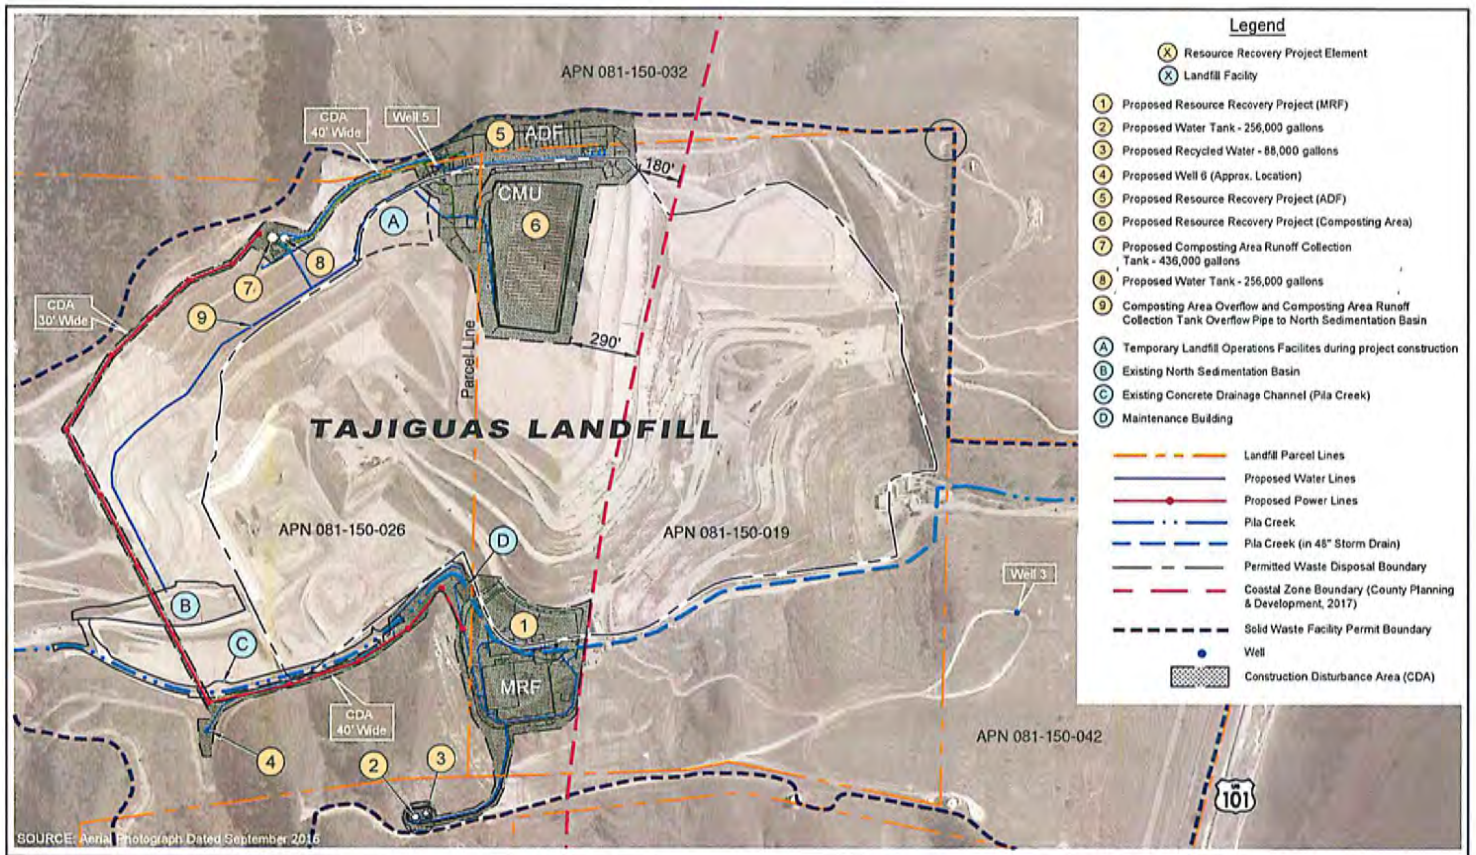 APN 081-150-032
CDA
40' Wide
Well 5
5
ADF
180'
CMU
A
6
8
7
CDA
30' Wide
9
290'
Parcel Line
TAJIGUAS LANDFILL
APN 081-150-026
APN 081-150-019
D
Well 3
B
1
C
MRF
CDA
40' Wide
APN 081-150-042
4
2
3
US
101
SOURCE: Aerial Photograph Dated September 2016
Legend
X Resource Recovery Project Element
X Landfill Facility
1 Proposed Resource Recovery Project (MRF)
2 Proposed Water Tank - 256,000 gallons
3 Proposed Recycled Water - 88,000 gallons
4 Proposed Well 6 (Approx. Location)
5 Proposed Resource Recovery Project (ADF)
6 Proposed Resource Recovery Project (Composting Area)
7 Proposed Composting Area Runoff Collection
Tank - 436,000 gallons
8 Proposed Water Tank - 256,000 gallons
9 Composting Area Overflow and Composting Area Runoff
Collection Tank Overflow Pipe to North Sedimentation Basin
A Temporary Landfill Operations Facilites during project construction
B Existing North Sedimentation Basin
C Existing Concrete Drainage Channel (Pila Creek)
D Maintenance Building
Landfill Parcel Lines
Proposed Water Lines
Proposed Power Lines
Pila Creek
Pila Creek (in 48" Storm Drain)
Permitted Waste Disposal Boundary
Coastal Zone Boundary (County Planning
& Development, 2017)
Solid Waste Facility Permit Boundary
Well
Construction Disturbance Area (CDA)